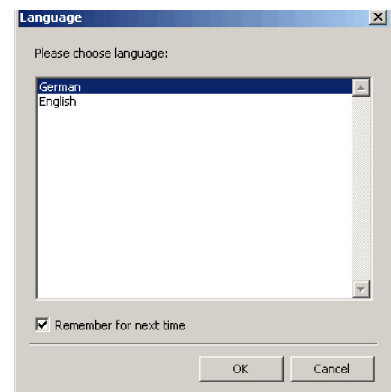 Language
Please choose language:
German
English
Remember for next time
OK Cancel